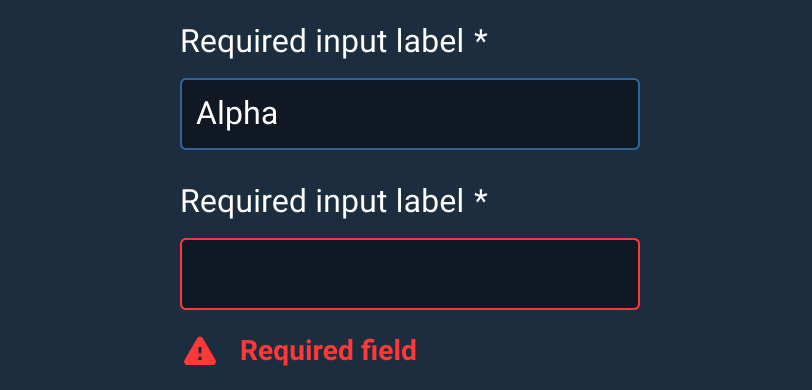 Required input label *
Alpha
Required input label *
Required field